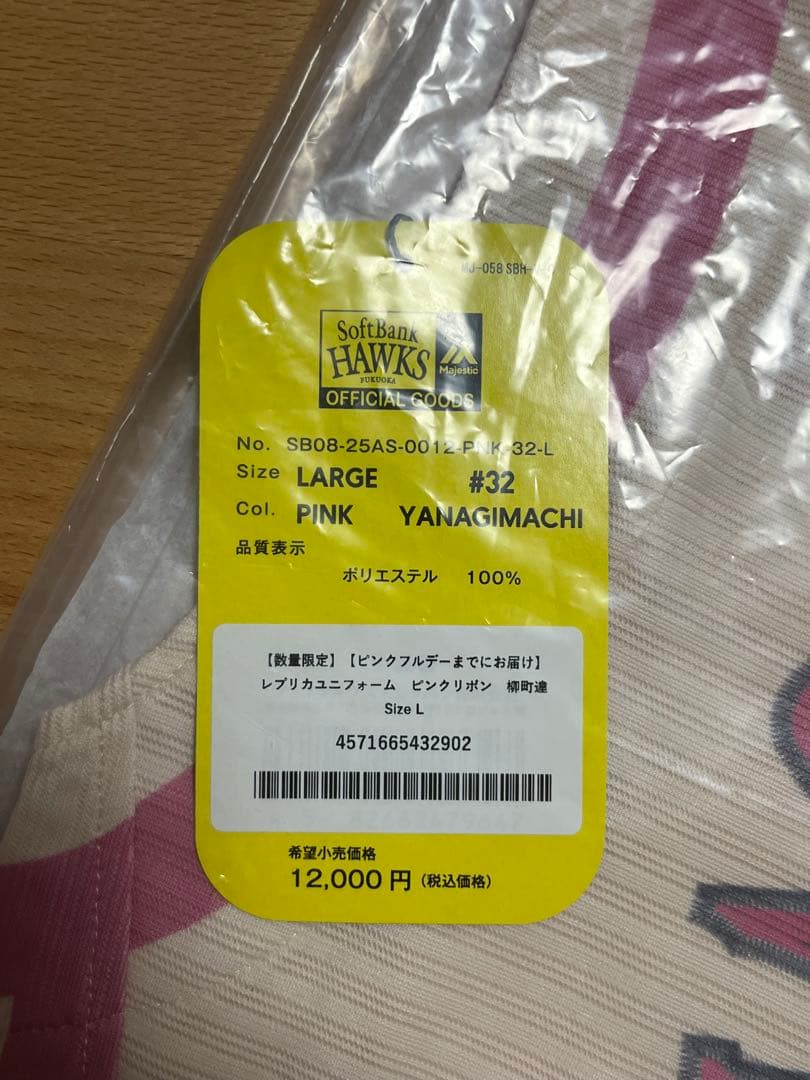 MJ-058 SBH-
SoftBank
HAWKS
FUKUOKA
Majestic
OFFICIAL GOODS
No. SB08-25AS-0012-PNK-32-L
Size LARGE #32
Col. PINK YANAGIMACHI
品質表示
ポリエステル 100%
【数量限定】【ピンクフルデーまでにお届け】
レプリカユニフォーム ピンクリボン 柳町達
Size L
4571665432902
希望小売価格
12,000円(税込価格)